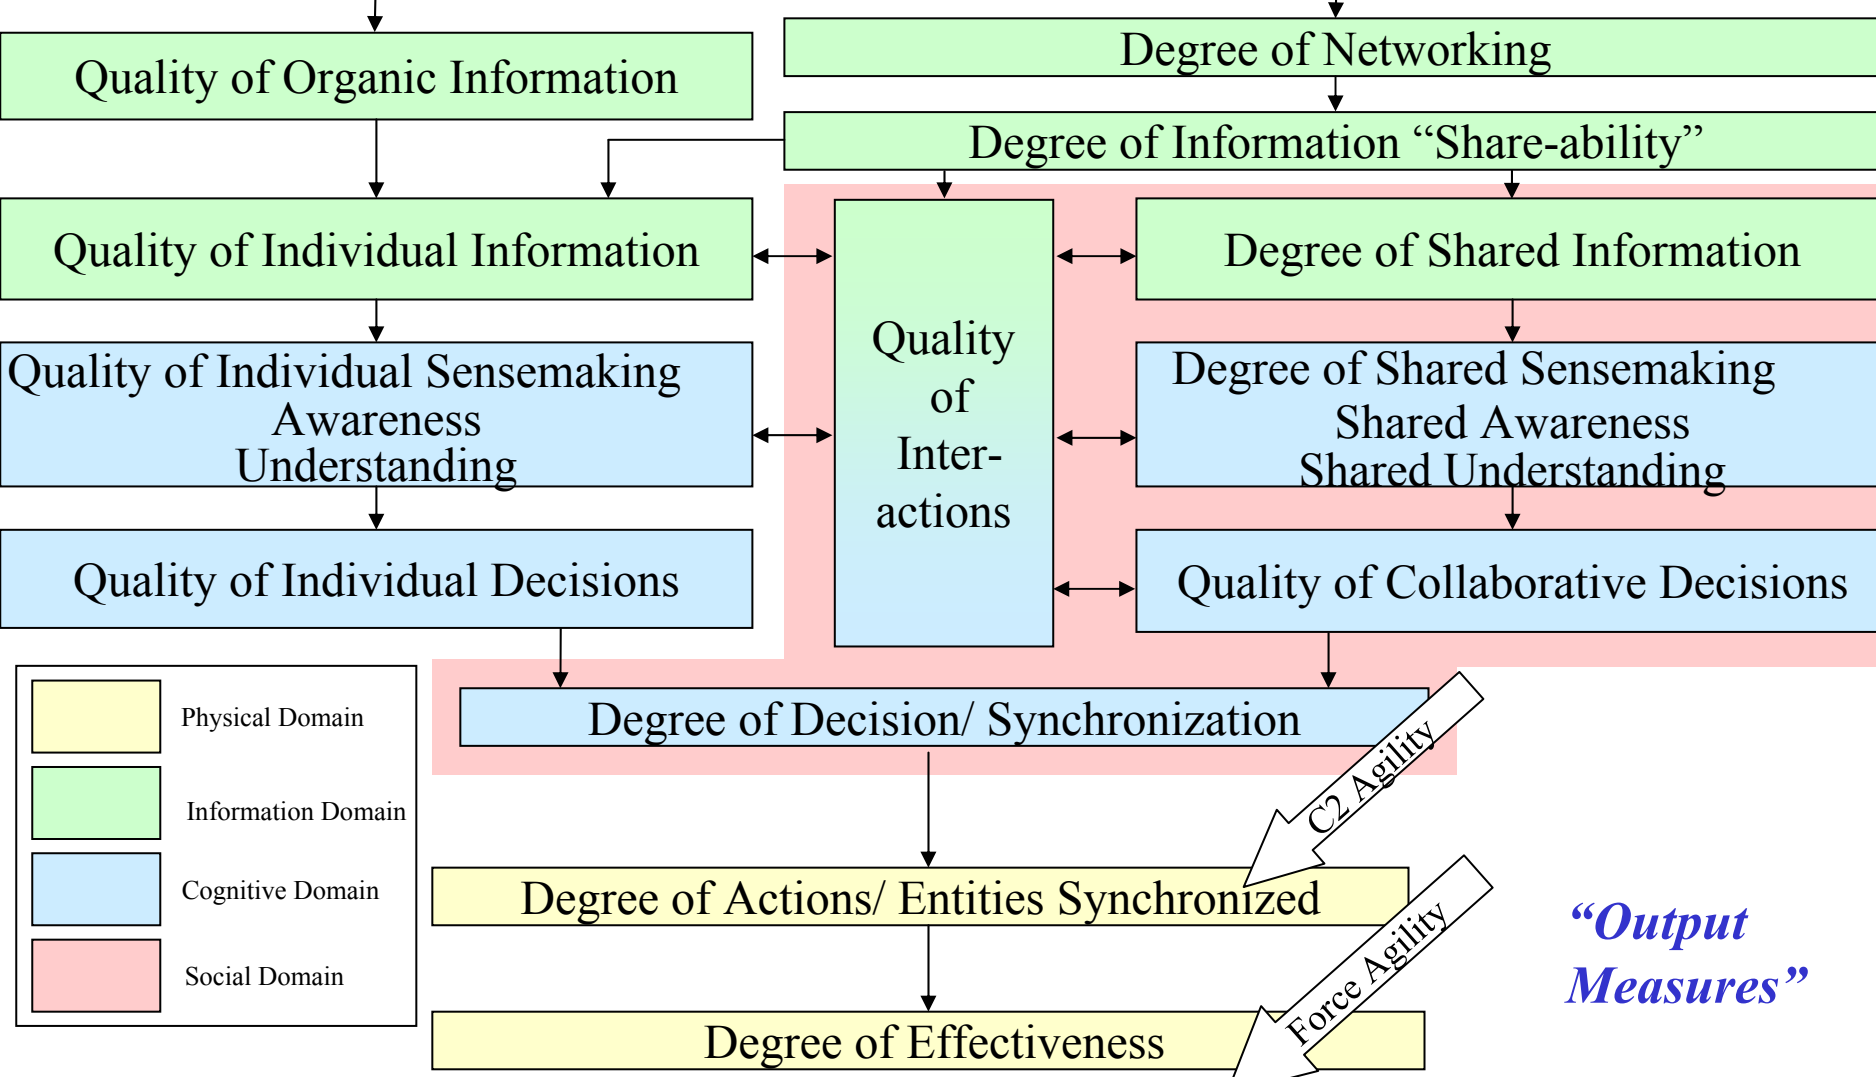 Quality of Organic Information
Degree of Networking
Degree of Information “Share-ability”
Quality of Individual Information
Quality
of
Inter-
actions
Degree of Shared Information
Quality of Individual Sensemaking
Awareness
Understanding
Degree of Shared Sensemaking
Shared Awareness
Shared Understanding
Quality of Individual Decisions
Quality of Collaborative Decisions
Degree of Decision/ Synchronization
Physical Domain
Information Domain
Cognitive Domain
Social Domain
C2 Agility
Degree of Actions/ Entities Synchronized
Force Agility
Degree of Effectiveness
“Output
Measures”